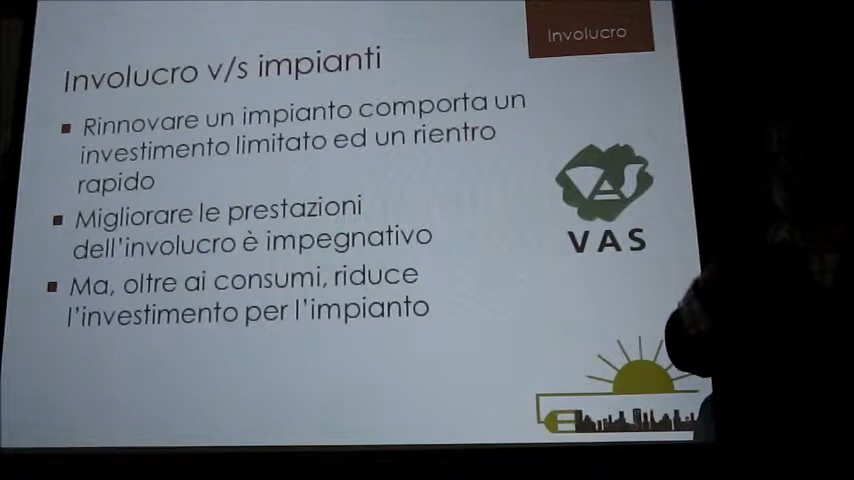 Involucro
Involucro v/s impianti
Rinnovare un impianto comporta un
investimento limitato ed un rientro
rapido
Migliorare le prestazioni
dell'involucro è impegnativo
Ma, oltre ai consumi, riduce
l'investimento per l'impianto
VAS
VAS